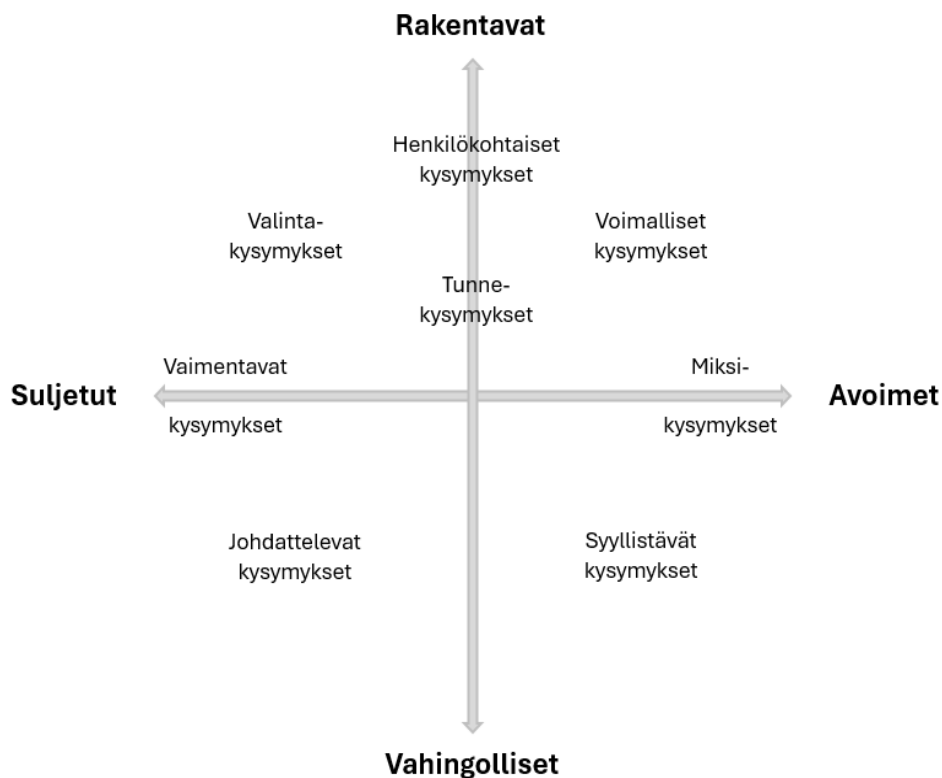 Rakentavat
Henkilökohtaiset
kysymykset
Valinta-
kysymykset
Voimalliset
kysymykset
Tunne-
kysymykset
Vaimentavat
kysymykset
Miksi-
kysymykset
Suljetut
Avoimet
Johdattelevat
kysymykset
Syyllistävät
kysymykset
Vahingolliset